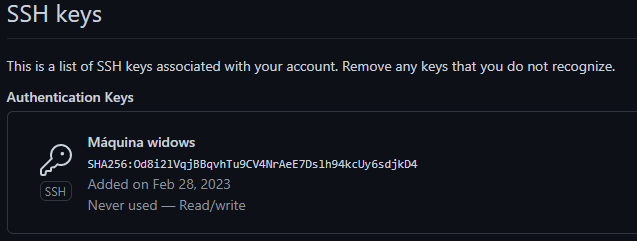 SSH keys
This is a list of SSH keys associated with your account. Remove any keys that you do not recognize.
Authentication Keys
Máquina widows
SHA256:Od8i21VqjBBqvhTu9CV4NrAeE7Ds1h94kcUy6sdjkD4
SSH
Added on Feb 28, 2023
Never used — Read/write